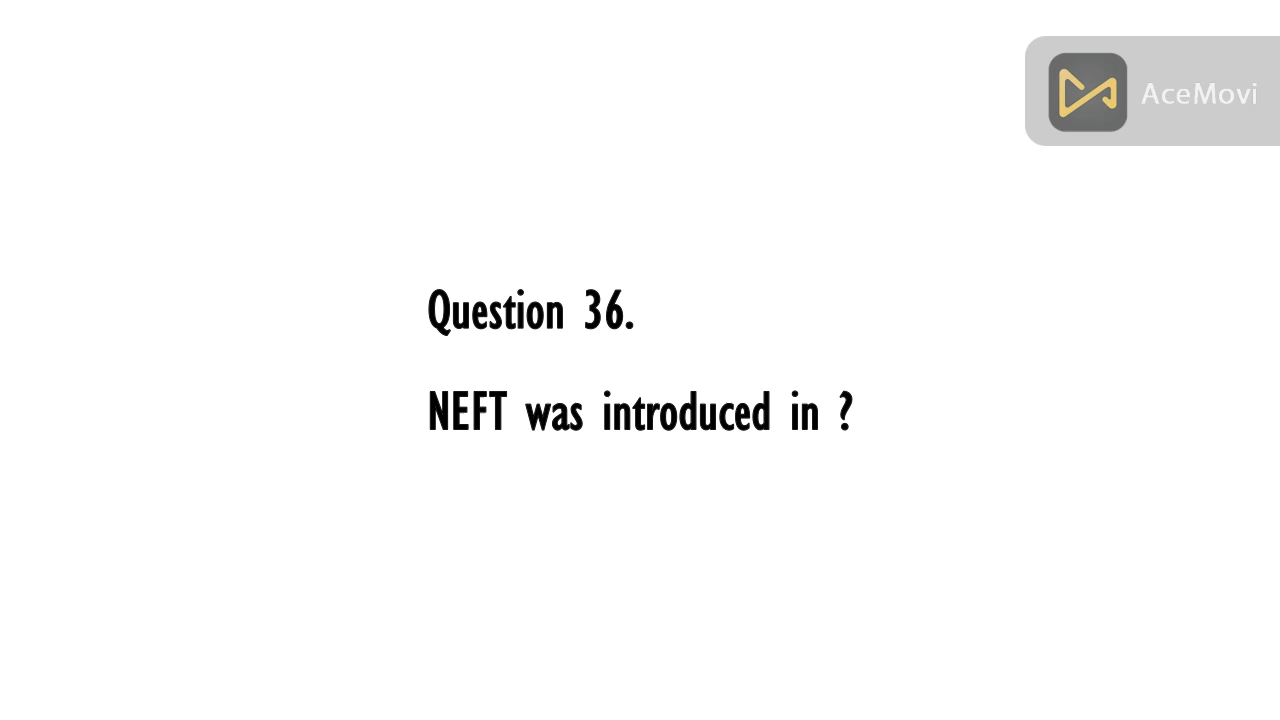 AceMovi
Question 36.
NEFT was introduced in ?